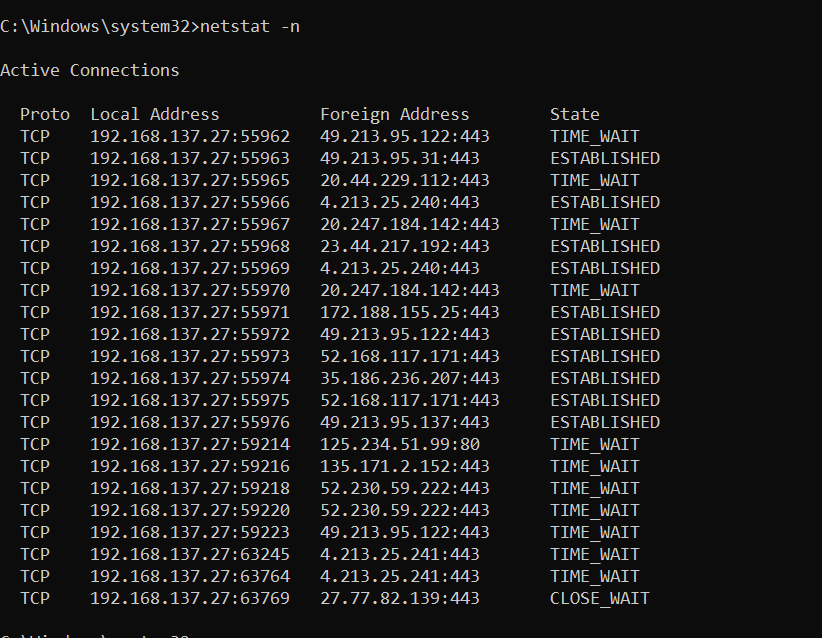 C:\Windows\system32>netstat -n
Active Connections
Proto Local Address Foreign Address State
TCP 192.168.137.27:55962 49.213.95.122:443 TIME_WAIT
TCP 192.168.137.27:55963 49.213.95.31:443 ESTABLISHED
TCP 192.168.137.27:55965 20.44.229.112:443 TIME_WAIT
TCP 192.168.137.27:55966 4.213.25.240:443 ESTABLISHED
TCP 192.168.137.27:55967 20.247.184.142:443 TIME_WAIT
TCP 192.168.137.27:55968 23.44.217.192:443 ESTABLISHED
TCP 192.168.137.27:55969 4.213.25.240:443 ESTABLISHED
TCP 192.168.137.27:55970 20.247.184.142:443 TIME_WAIT
TCP 192.168.137.27:55971 172.188.155.25:443 ESTABLISHED
TCP 192.168.137.27:55972 49.213.95.122:443 ESTABLISHED
TCP 192.168.137.27:55973 52.168.117.171:443 ESTABLISHED
TCP 192.168.137.27:55974 35.186.236.207:443 ESTABLISHED
TCP 192.168.137.27:55975 52.168.117.171:443 ESTABLISHED
TCP 192.168.137.27:55976 49.213.95.137:443 ESTABLISHED
TCP 192.168.137.27:59214 125.234.51.99:80 TIME_WAIT
TCP 192.168.137.27:59216 135.171.2.152:443 TIME_WAIT
TCP 192.168.137.27:59218 52.230.59.222:443 TIME_WAIT
TCP 192.168.137.27:59220 52.230.59.222:443 TIME_WAIT
TCP 192.168.137.27:59223 49.213.95.122:443 TIME_WAIT
TCP 192.168.137.27:63245 4.213.25.241:443 TIME_WAIT
TCP 192.168.137.27:63764 4.213.25.241:443 TIME_WAIT
TCP 192.168.137.27:63769 27.77.82.139:443 CLOSE_WAIT